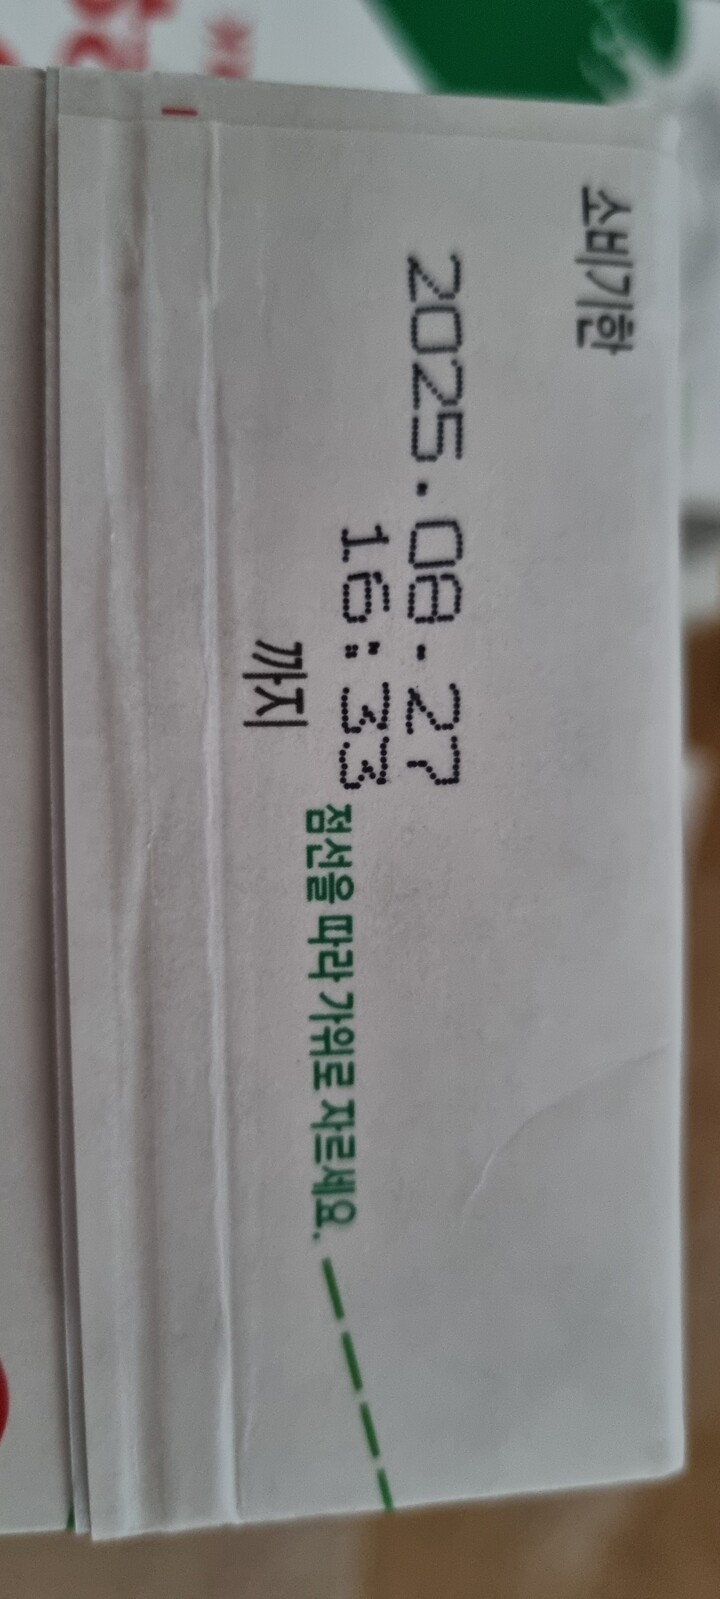 소비기한
2025.08.27
16:33
까지
점선을 따라 가위로 자르세요.